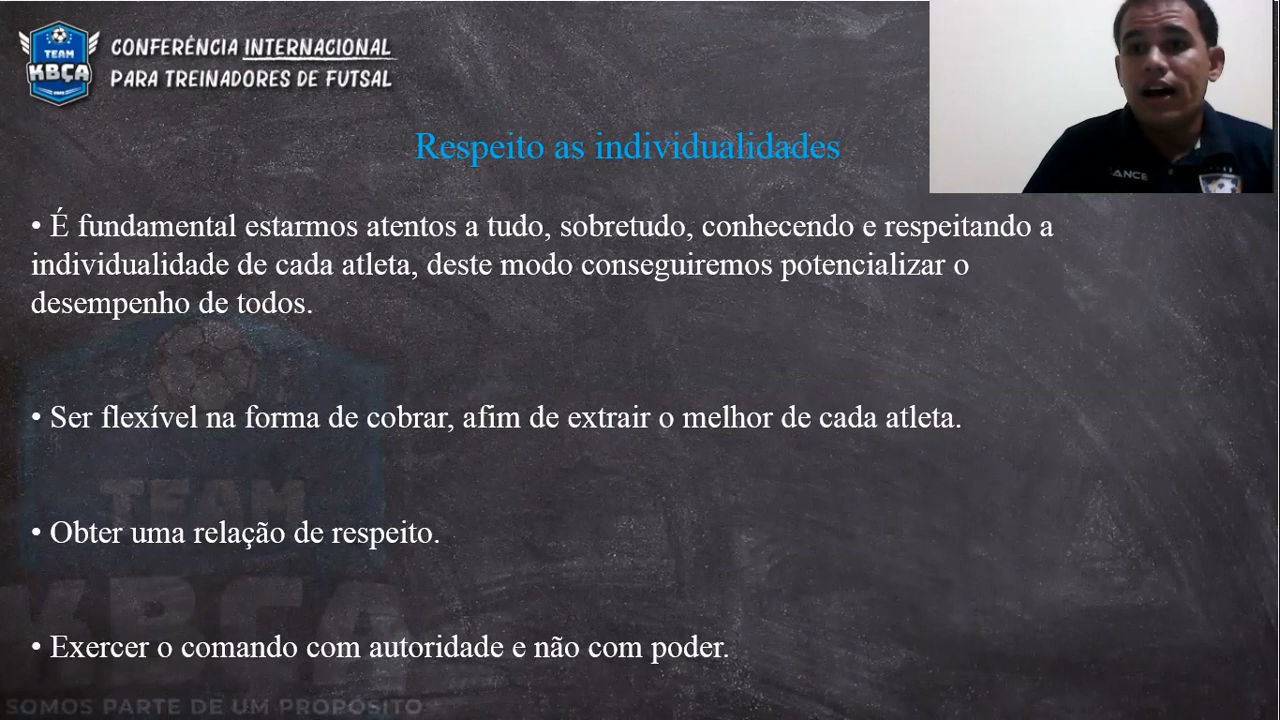 TEAM
KBÇA
CONFERÊNCIA INTERNACIONAL
PARA TREINADORES DE FUTSAL
Respeito as individualidades
• É fundamental estarmos atentos a tudo, sobretudo, conhecendo e respeitando a
individualidade de cada atleta, deste modo conseguiremos potencializar o
desempenho de todos.
• Ser flexível na forma de cobrar, afim de extrair o melhor de cada atleta.
• Obter uma relação de respeito.
• Exercer o comando com autoridade e não com poder.
TEAM
KBÇA
SOMOS PARTE DE UM PROPÓSITO